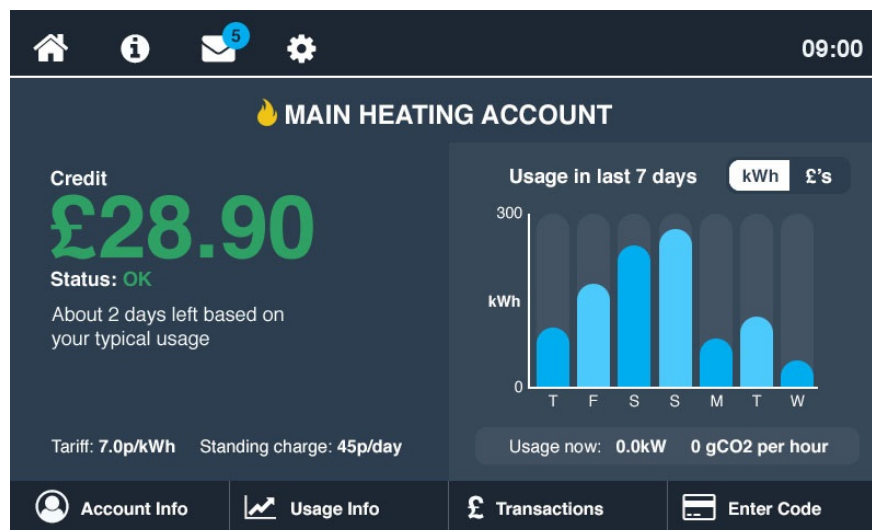 5
09:00
MAIN HEATING ACCOUNT
Credit
£28.90
Status: OK
About 2 days left based on
your typical usage
Tariff: 7.0p/kWh Standing charge: 45p/day
Usage in last 7 days kWh £'s
300
kWh
0
T F S S M T W
Usage now: 0.0kW 0 gCO2 per hour
Account Info
Usage Info
£ Transactions
Enter Code